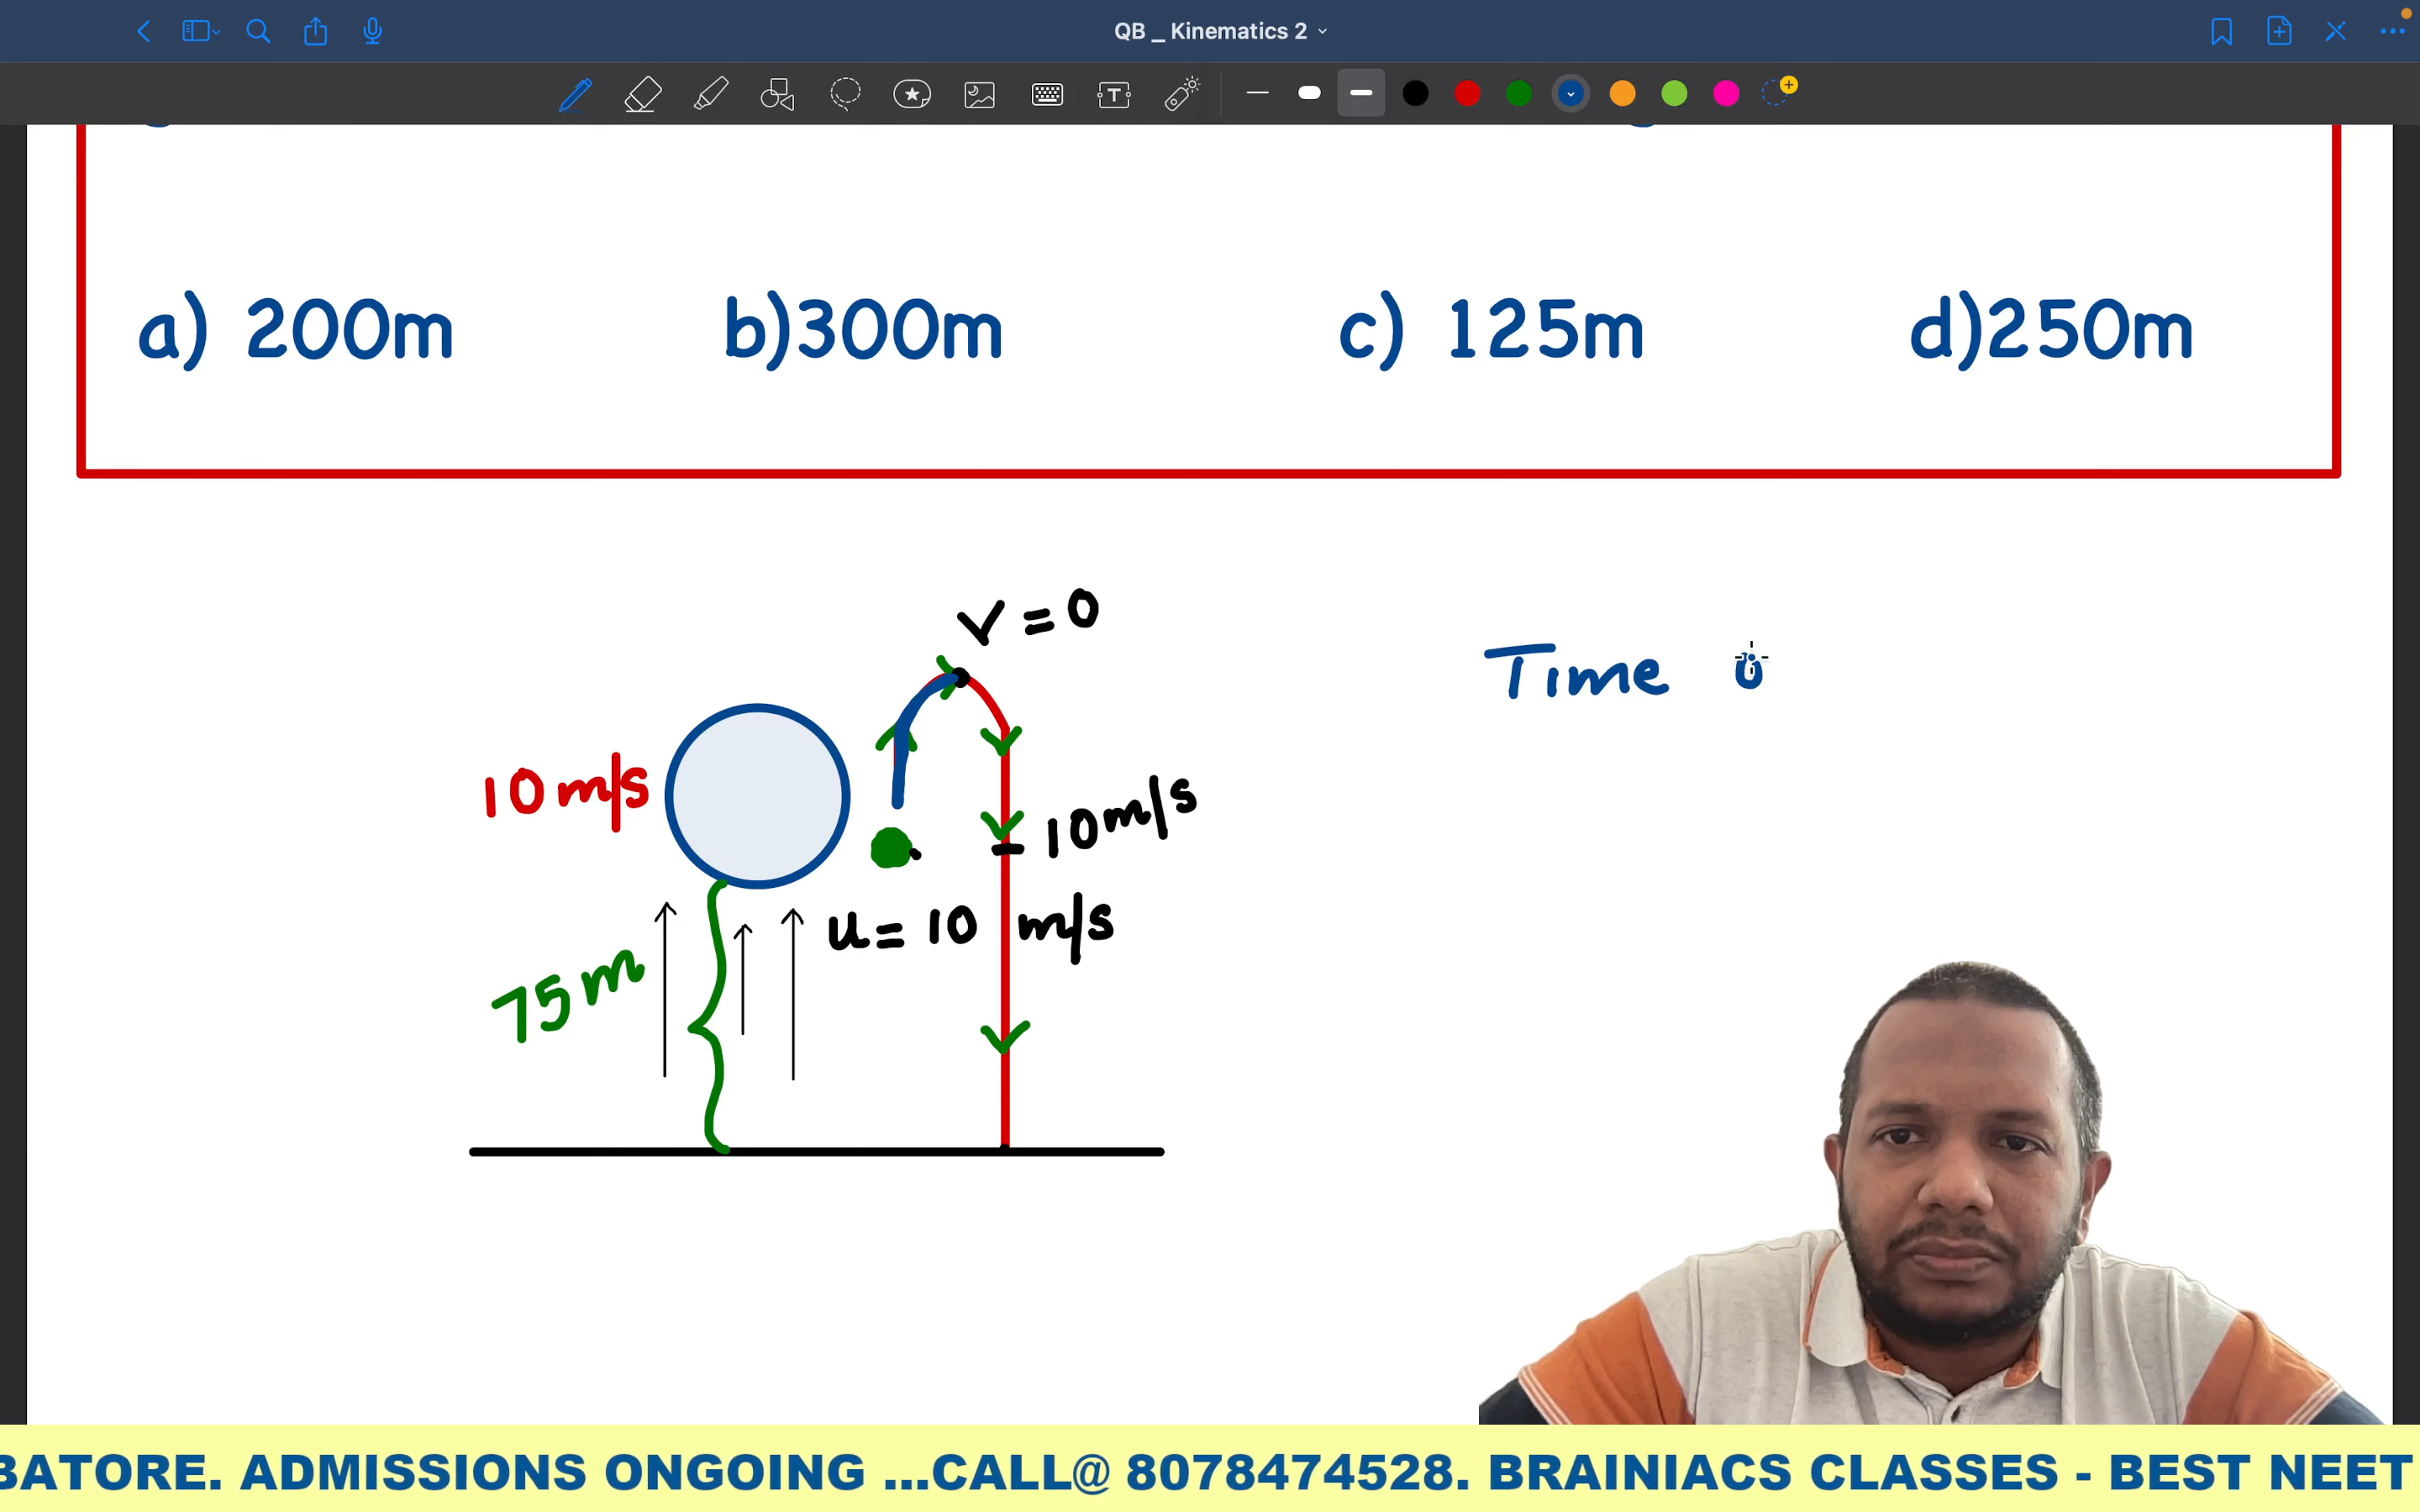 QB _ Kinematics 2
a) 200m b)300m c) 125m d)250m
v = 0
Time
10 m/s
- 10 m/s
u = 10 m/s
75 m
BATORE. ADMISSIONS ONGOING ...CALL@ 8078474528. BRAINIACS CLASSES - BEST NEET